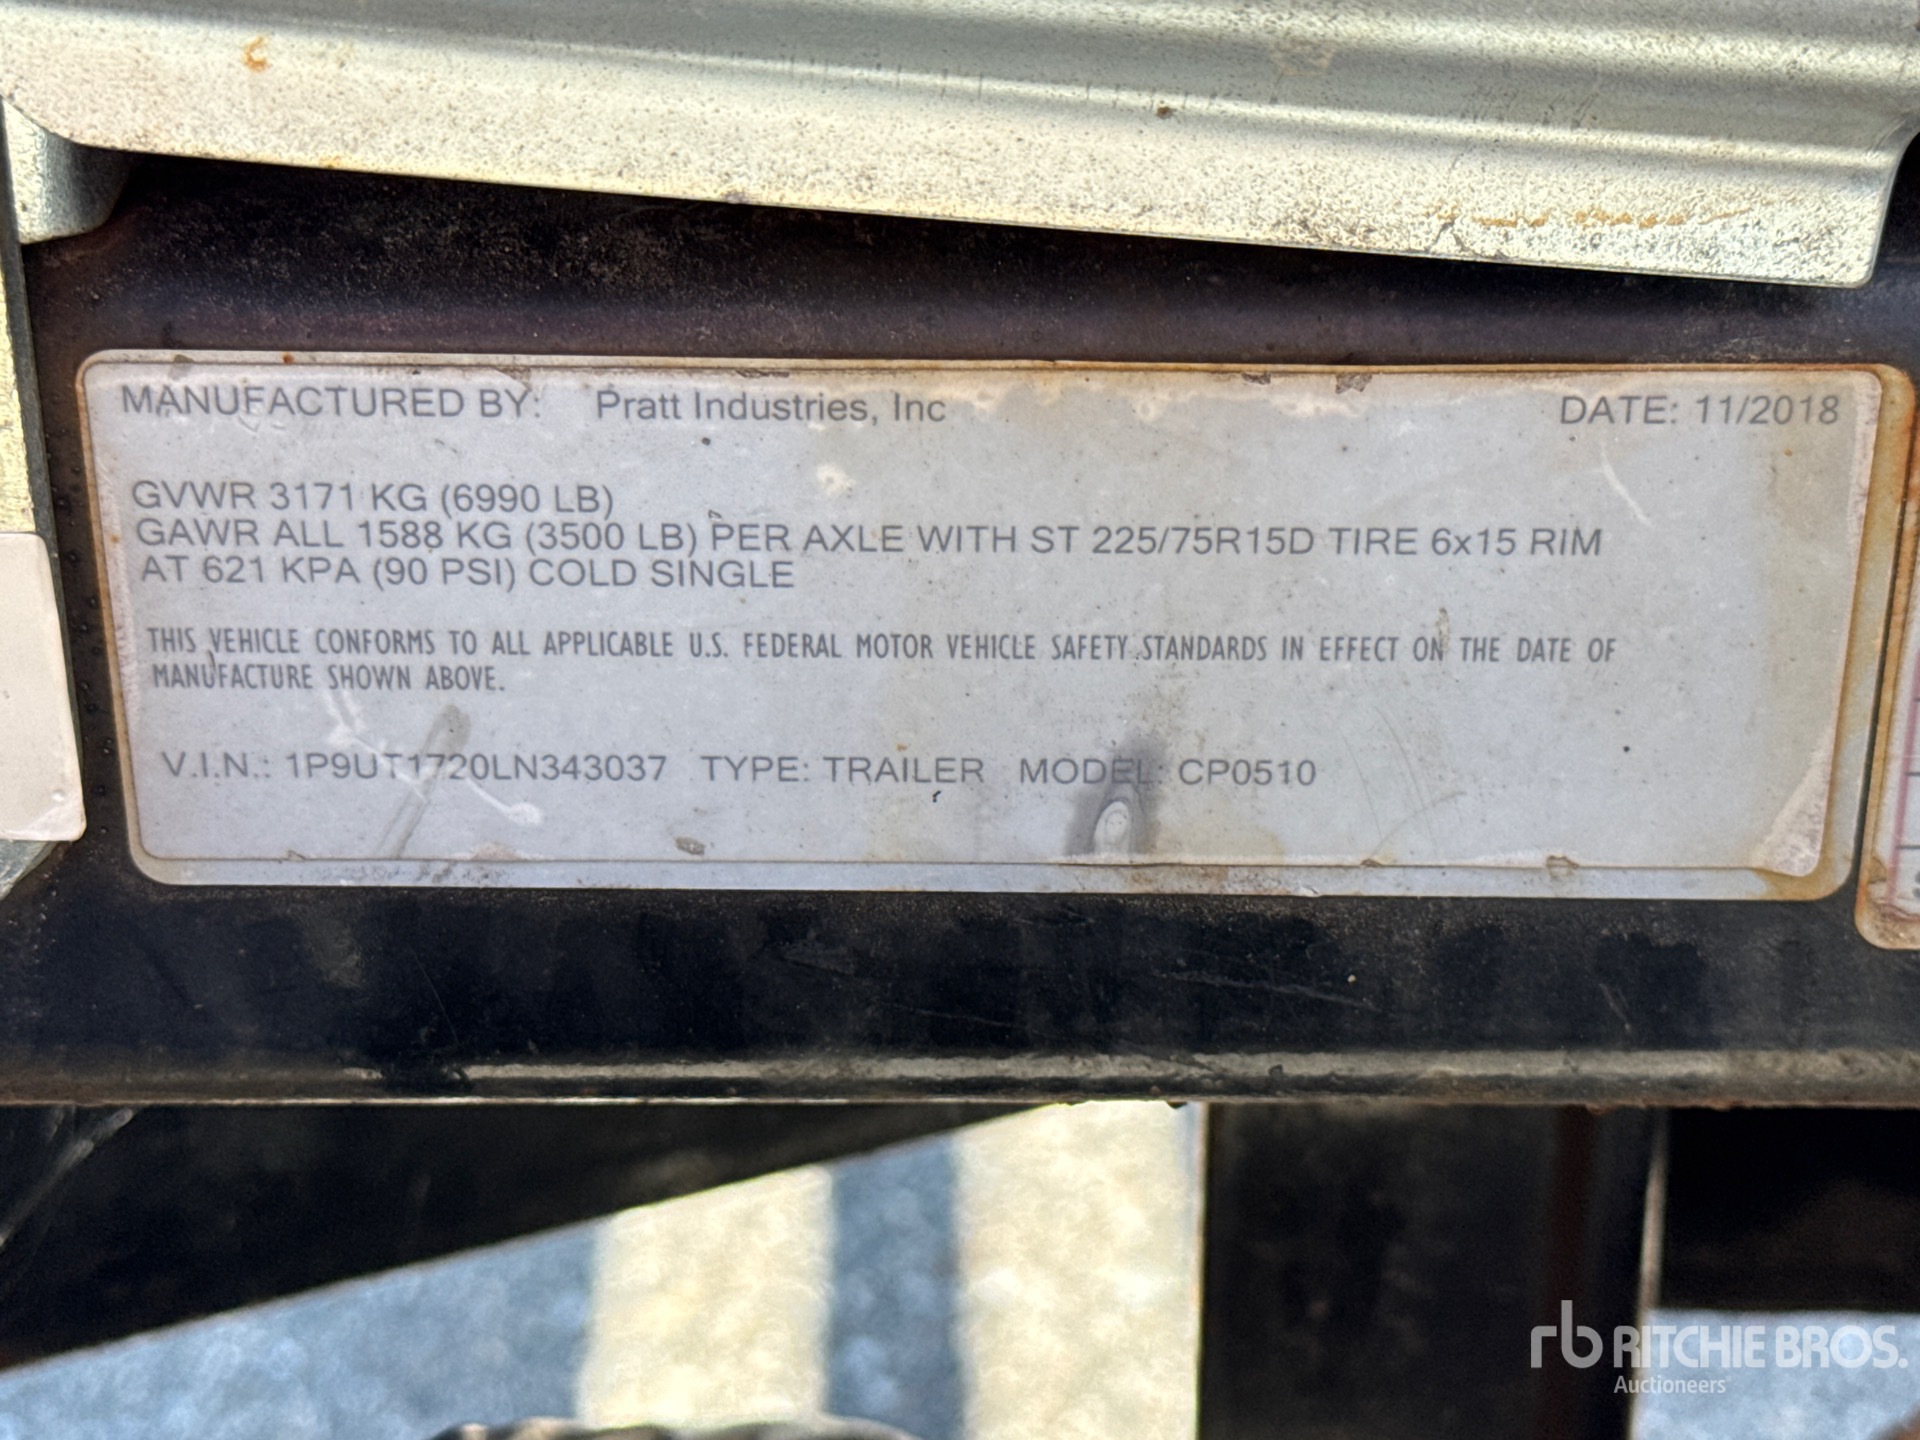 MANUFACTURED BY: Pratt Industries, Inc DATE: 11/2018
GVWR 3171 KG (6990 LB)
GAWR ALL 1588 KG (3500 LB) PER AXLE WITH ST 225/75R15D TIRE 6x15 RIM
AT 621 KPA (90 PSI) COLD SINGLE
THIS VEHICLE CONFORMS TO ALL APPLICABLE U.S. FEDERAL MOTOR VEHICLE SAFETY STANDARDS IN EFFECT ON THE DATE OF
MANUFACTURE SHOWN ABOVE.
V.I.N.: 1P9UT1720LN343037 TYPE: TRAILER MODEL: CP0510
rb RITCHIE BROS.
Auctioneers